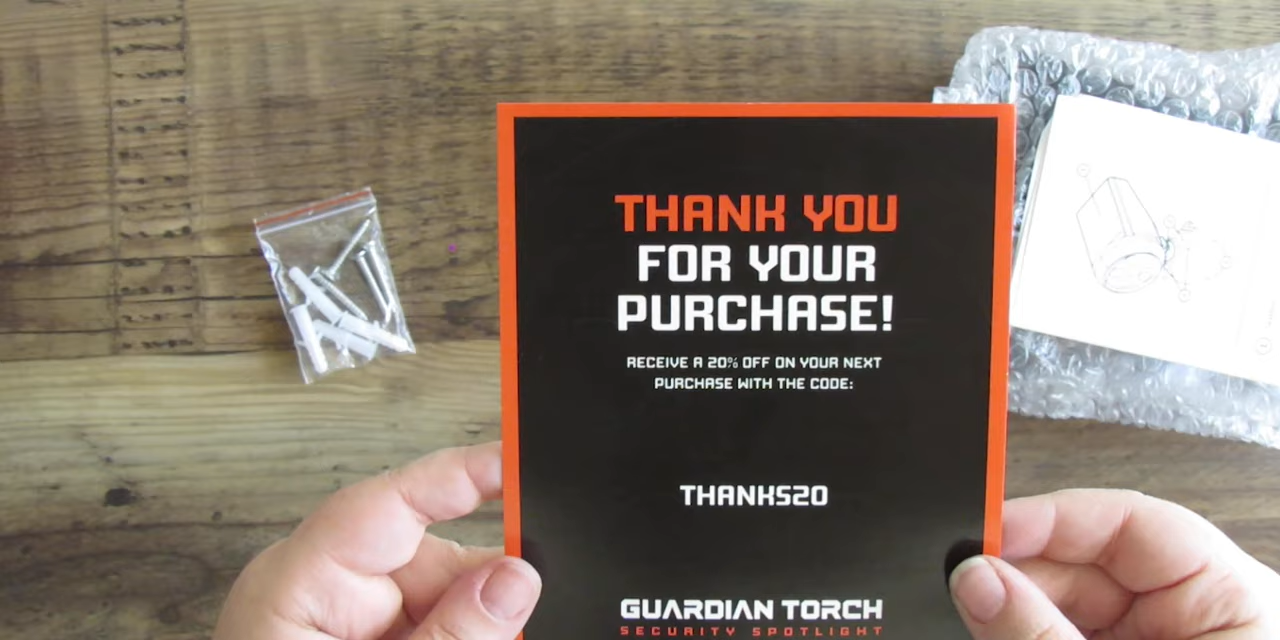 THANK YOU
FOR YOUR
PURCHASE!
RECEIVE A 20% OFF ON YOUR NEXT
PURCHASE WITH THE CODE:
THANKS20
GUARDIAN TORCH
SECURITY SPOTLIGHT